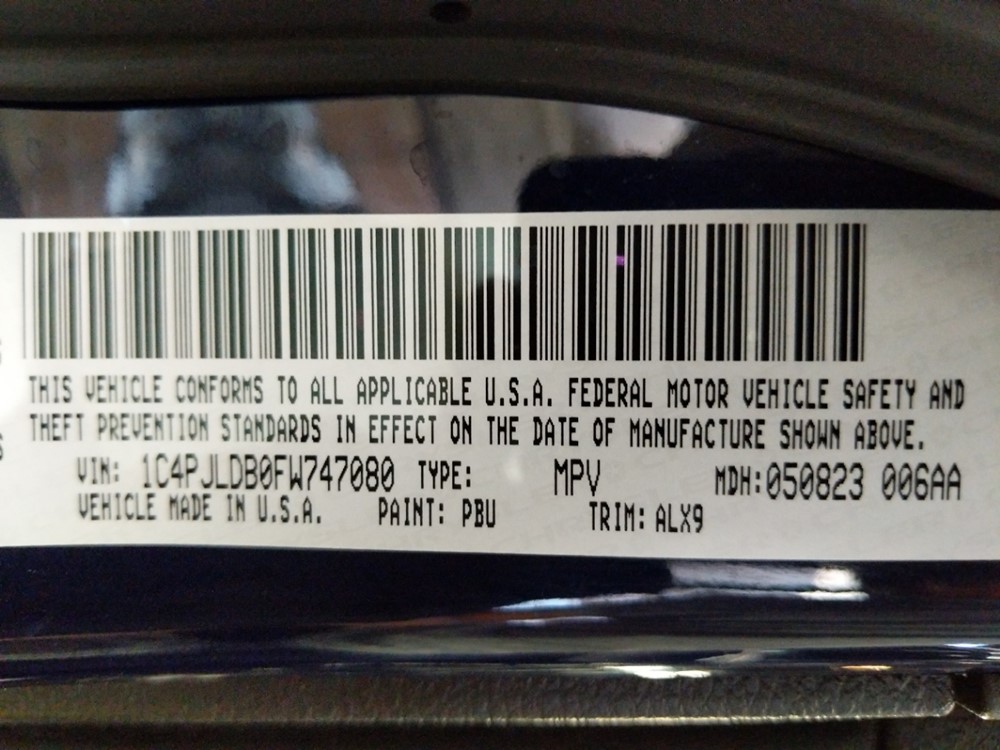 THIS VEHICLE CONFORMS TO ALL APPLICABLE U.S.A. FEDERAL MOTOR VEHICLE SAFETY AND
THEFT PREVENTION STANDARDS IN EFFECT ON THE DATE OF MANUFACTURE SHOWN ABOVE.
VIN: 1C4PJLDB0FW747080 TYPE: MPV MDH:050823 006AA
VEHICLE MADE IN U.S.A. PAINT: PBU TRIM: ALX9